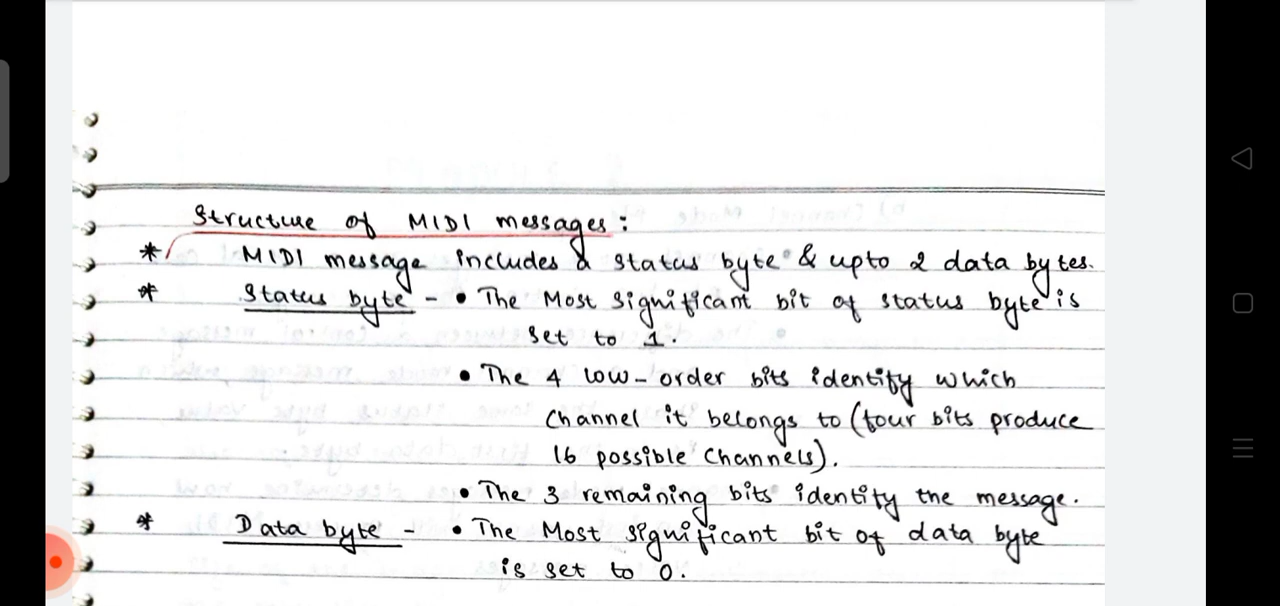 Structure of MIDI messages :
* MIDI message includes a status byte & upto 2 data bytes.
* Status byte - • The Most Significant bit of status byte is
set to 1.
• The 4 low-order bits identify which
channel it belongs to (four bits produce
16 possible channels).
• The 3 remaining bits identity the message.
* Data byte - • The Most significant bit of data byte
is set to 0.